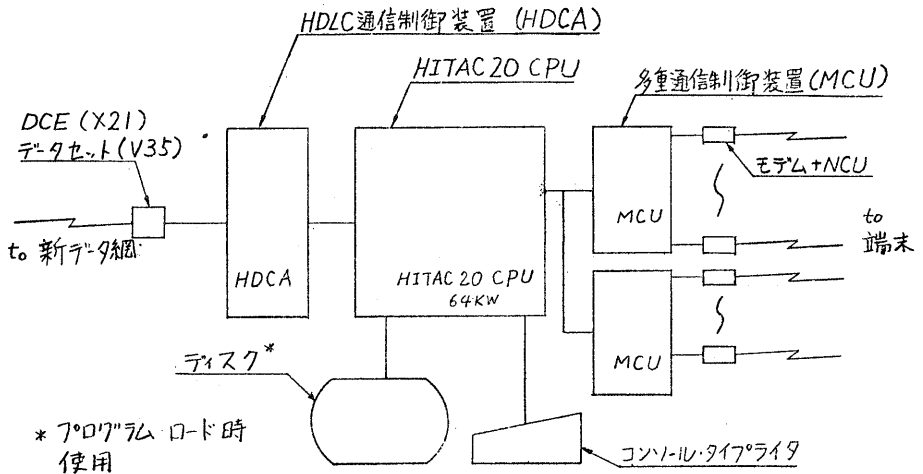 HDLC通信制御装置 (HDCA)
HITAC 20 CPU
多重通信制御装置(MCU)
DCE (X21)
データセット(V35)
モデム+NCU
to 新データ網
HDCA
HITAC 20 CPU
64KW
MCU
to
端末
MCU
ディスク*
* プログラム ロード時
使用
コンソール・タイプライタ